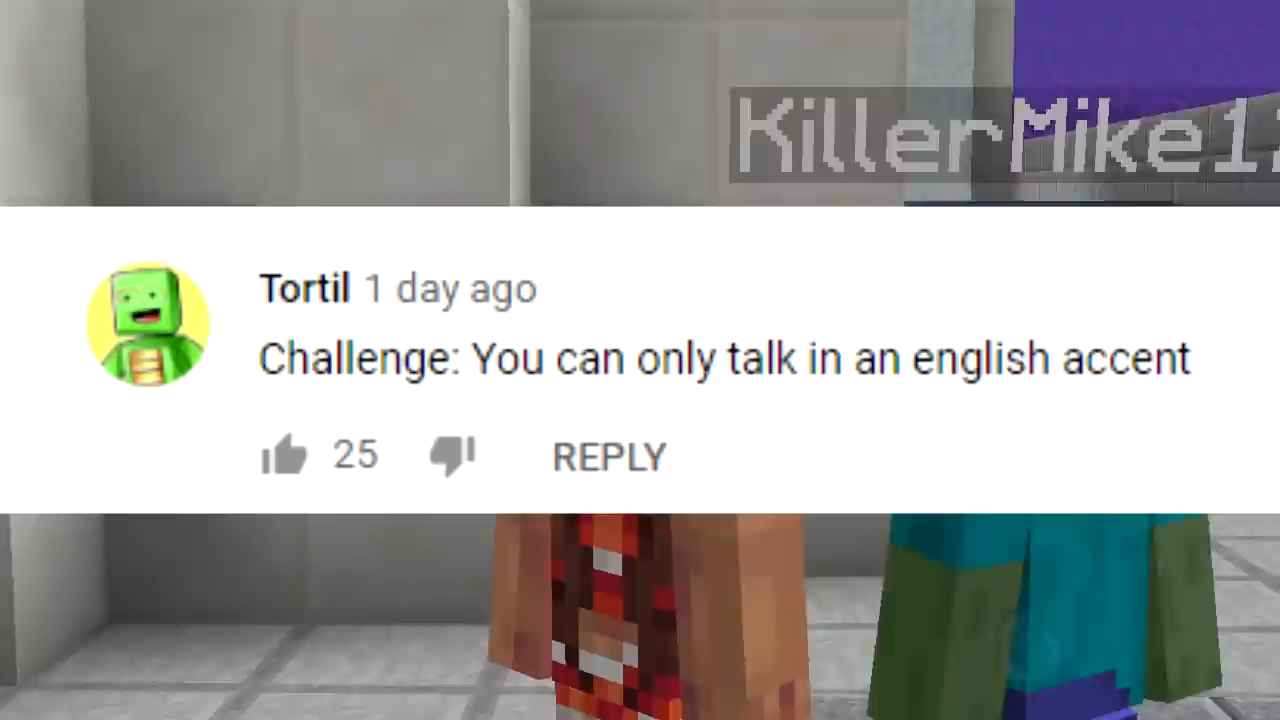 KillerMike1
Tortil 1 day ago
Challenge: You can only talk in an english accent
25 REPLY